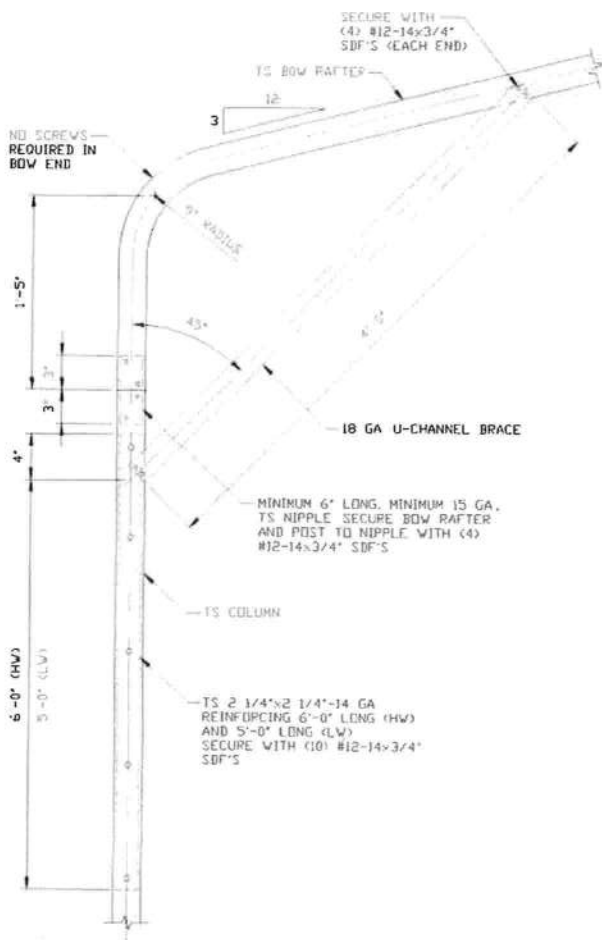 SECURE WITH
(4) #12-14x3/4"
SDF'S (EACH END)
TS BOW RAFTER
12
3
NO SCREWS
REQUIRED IN
BOW END
9" RADIUS
1'-5"
45°
3"
3"
4"
18 GA U-CHANNEL BRACE
MINIMUM 6" LONG, MINIMUM 15 GA,
TS NIPPLE SECURE BOW RAFTER
AND POST TO NIPPLE WITH (4)
#12-14x3/4" SDF'S
TS COLUMN
6'-0" (HW)
5'-0" (LW)
TS 2 1/4"x2 1/4"-14 GA
REINFORCING 6'-0" LONG (HW)
AND 5'-0" LONG (LW)
SECURE WITH (10) #12-14x3/4"
SDF'S